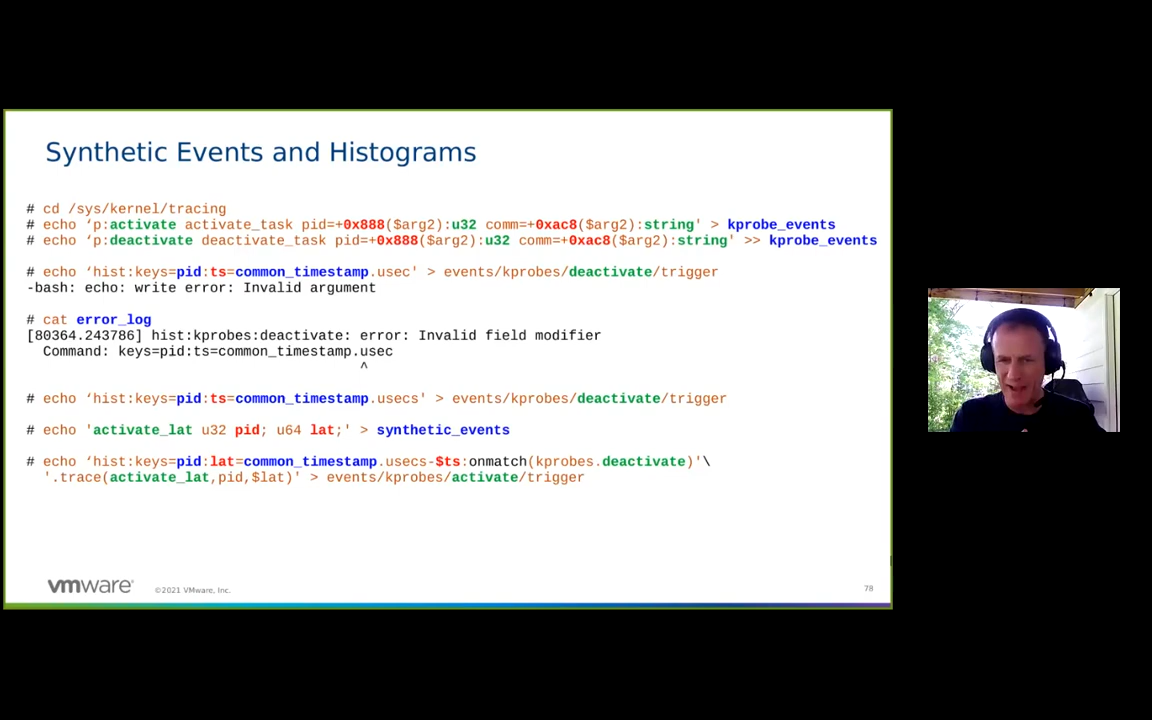 Synthetic Events and Histograms
# cd /sys/kernel/tracing
# echo ‘p:activate activate_task pid=+0x888($arg2):u32 comm=+0xac8($arg2):string' > kprobe_events
# echo ‘p:deactivate deactivate_task pid=+0x888($arg2):u32 comm=+0xac8($arg2):string' >> kprobe_events
# echo ‘hist:keys=pid:ts=common_timestamp.usec' > events/kprobes/deactivate/trigger
-bash: echo: write error: Invalid argument
# cat error_log
[80364.243786] hist:kprobes:deactivate: error: Invalid field modifier
Command: keys=pid:ts=common_timestamp.usec
^
# echo ‘hist:keys=pid:ts=common_timestamp.usecs' > events/kprobes/deactivate/trigger
# echo 'activate_lat u32 pid; u64 lat;' > synthetic_events
# echo ‘hist:keys=pid:lat=common_timestamp.usecs-$ts:onmatch(kprobes.deactivate)'\
'.trace(activate_lat,pid,$lat)' > events/kprobes/activate/trigger
vmware®
©2021 VMware, Inc.
78